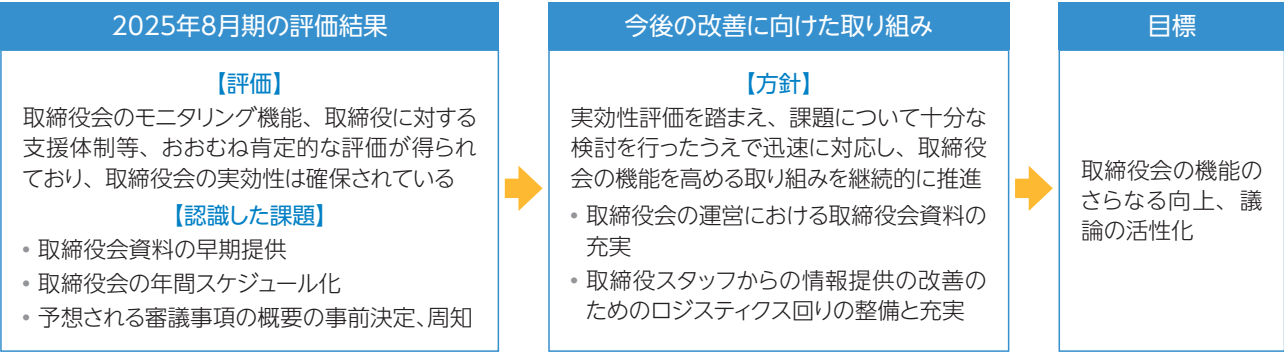 2025年8月期の評価結果
【評価】
取締役会のモニタリング機能、取締役に対する
支援体制等、おおむね肯定的な評価が得られ
ており、取締役会の実効性は確保されている
【認識した課題】
• 取締役会資料の早期提供
• 取締役会の年間スケジュール化
• 予想される審議事項の概要の事前決定、周知
今後の改善に向けた取り組み
【方針】
実効性評価を踏まえ、課題について十分な
検討を行ったうえで迅速に対応し、取締役
会の機能を高める取り組みを継続的に推進
• 取締役会の運営における取締役会資料の
充実
• 取締役スタッフからの情報提供の改善の
ためのロジスティクス回りの整備と充実
目標
取締役会の機能の
さらなる向上、議
論の活性化